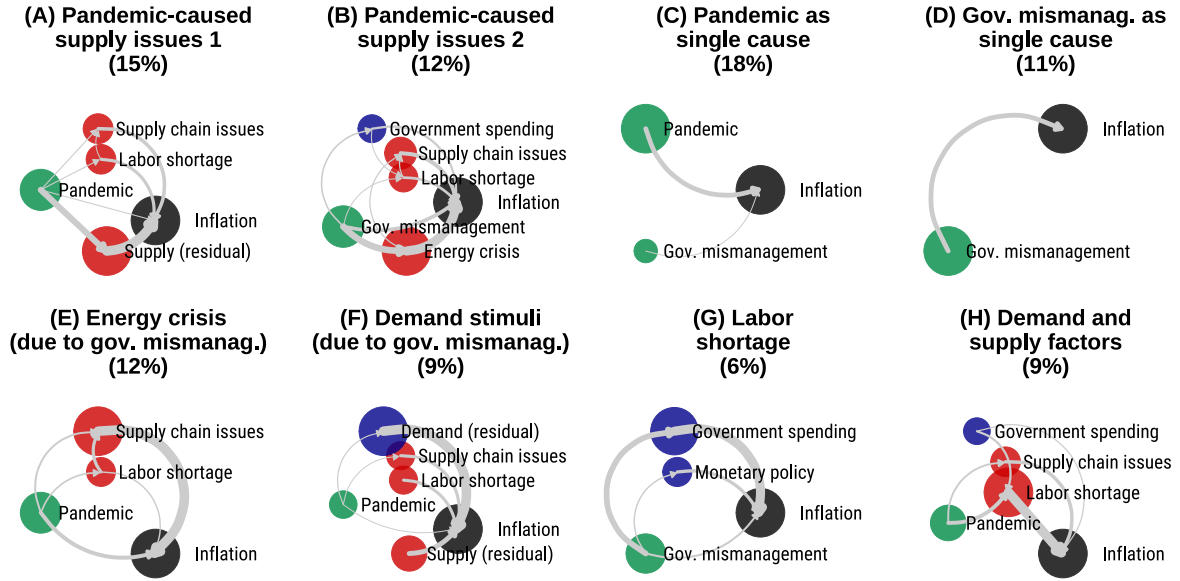 (A) Pandemic-caused
supply issues 1
(15%)
Supply chain issues
Labor shortage
Pandemic
Inflation
Supply (residual)
(B) Pandemic-caused
supply issues 2
(12%)
Government spending
Supply chain issues
Labor shortage
Inflation
Gov. mismanagement
Energy crisis
(C) Pandemic as
single cause
(18%)
Pandemic
Inflation
Gov. mismanagement
(D) Gov. mismanag. as
single cause
(11%)
Inflation
Gov. mismanagement
(E) Energy crisis
(due to gov. mismanag.)
(12%)
Supply chain issues
Labor shortage
Pandemic
Inflation
(F) Demand stimuli
(due to gov. mismanag.)
(9%)
Demand (residual)
Supply chain issues
Labor shortage
Pandemic
Inflation
Supply (residual)
(G) Labor
shortage
(6%)
Government spending
Monetary policy
Inflation
Gov. mismanagement
(H) Demand and
supply factors
(9%)
Government spending
Supply chain issues
Labor shortage
Pandemic
Inflation